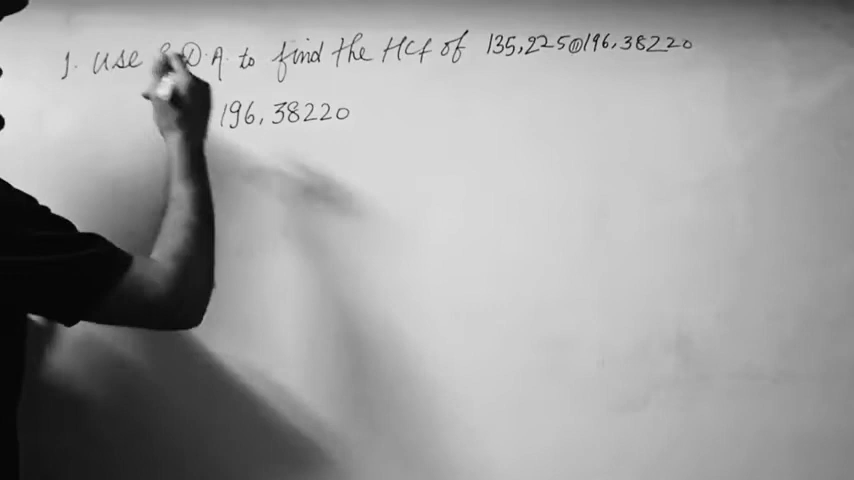 1. Use D.A. to find the HCF of 135,225 ⓘ 196,38220
196,38220